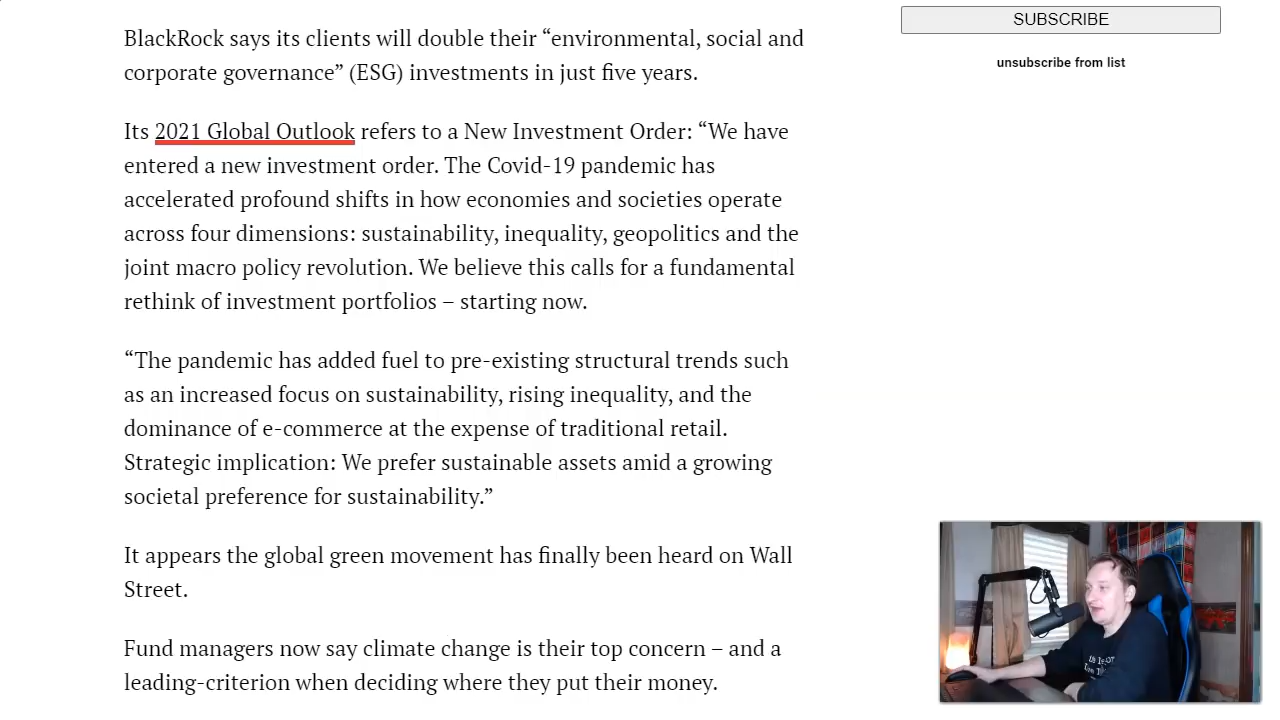 BlackRock says its clients will double their “environmental, social and
corporate governance” (ESG) investments in just five years.
Its 2021 Global Outlook refers to a New Investment Order: “We have
entered a new investment order. The Covid-19 pandemic has
accelerated profound shifts in how economies and societies operate
across four dimensions: sustainability, inequality, geopolitics and the
joint macro policy revolution. We believe this calls for a fundamental
rethink of investment portfolios – starting now.
“The pandemic has added fuel to pre-existing structural trends such
as an increased focus on sustainability, rising inequality, and the
dominance of e-commerce at the expense of traditional retail.
Strategic implication: We prefer sustainable assets amid a growing
societal preference for sustainability.”
It appears the global green movement has finally been heard on Wall
Street.
Fund managers now say climate change is their top concern – and a
leading-criterion when deciding where they put their money.
SUBSCRIBE
unsubscribe from list